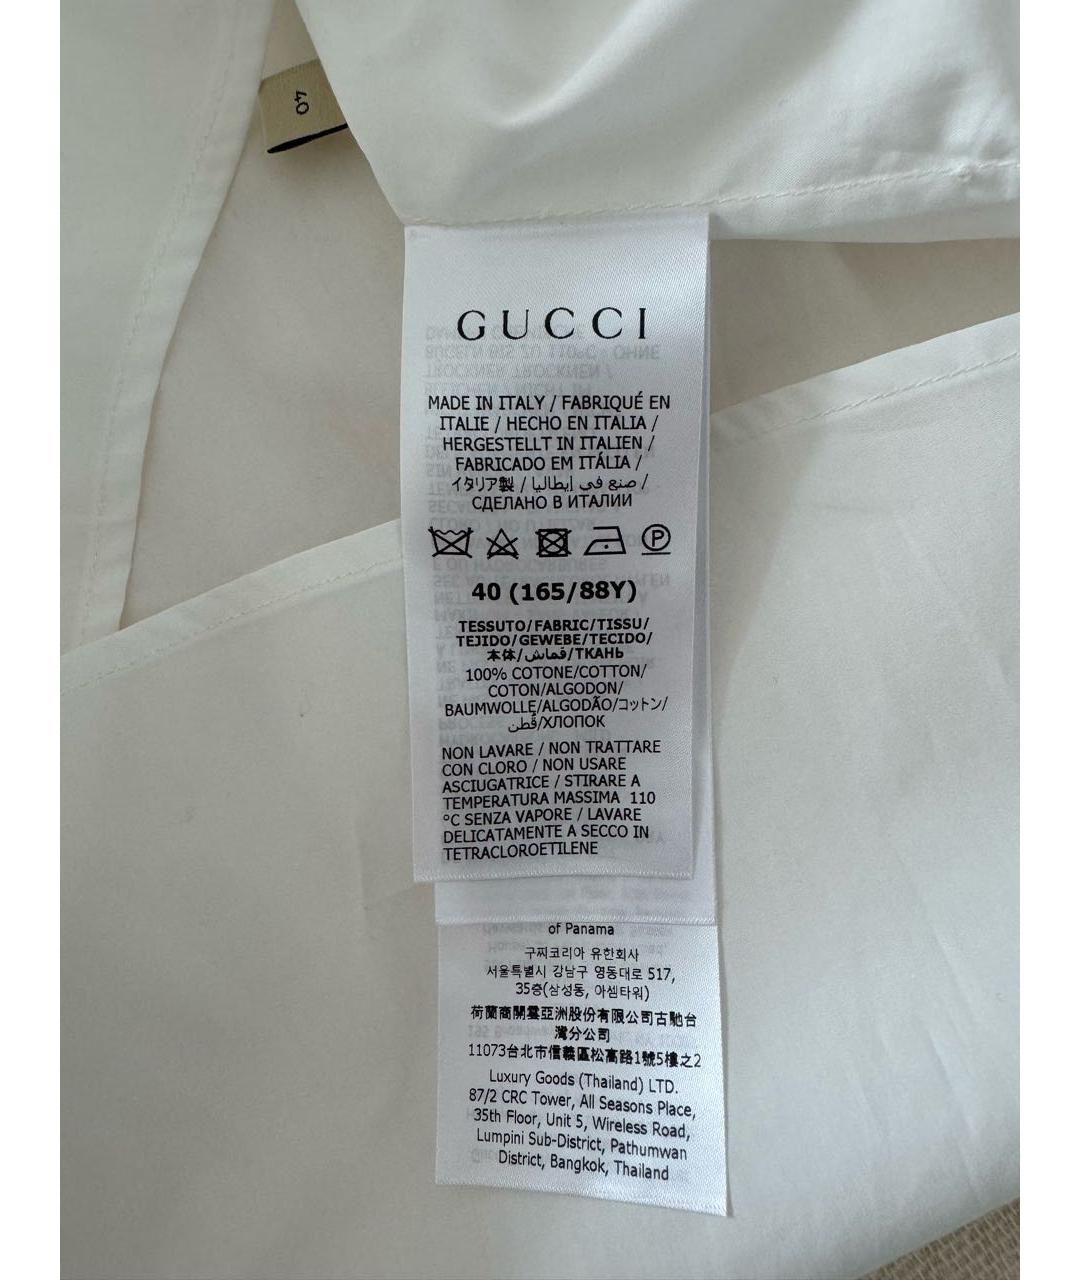 40
GUCCI
MADE IN ITALY / FABRIQUÉ EN
ITALIE / HECHO EN ITALIA /
HERGESTELLT IN ITALIEN /
FABRICADO EM ITÁLIA /
イタリア製 / صنع في إيطاليا /
СДЕЛАНО В ИТАЛИИ
P
40 (165/88Y)
TESSUTO/FABRIC/TISSU/
TEJIDO/GEWEBE/TECIDO/
本体/قماش/ТКАНЬ
100% COTONE/COTTON/
COTON/ALGODON/
BAUMWOLLE/ALGODÃO/コットン/
قُطن/ХЛОПОК
NON LAVARE / NON TRATTARE
CON CLORO / NON USARE
ASCIUGATRICE / STIRARE A
TEMPERATURA MASSIMA 110
°C SENZA VAPORE / LAVARE
DELICATAMENTE A SECCO IN
TETRACLOROETILENE
of Panama
구찌코리아 유한회사
서울특별시 강남구 영동대로 517,
35층(삼성동, 아셈타워)
荷蘭商開雲亞洲股份有限公司古馳台
灣分公司
11073台北市信義區松高路1號5樓之2
Luxury Goods (Thailand) LTD.
87/2 CRC Tower, All Seasons Place,
35th Floor, Unit 5, Wireless Road,
Lumpini Sub-District, Pathumwan
District, Bangkok, Thailand